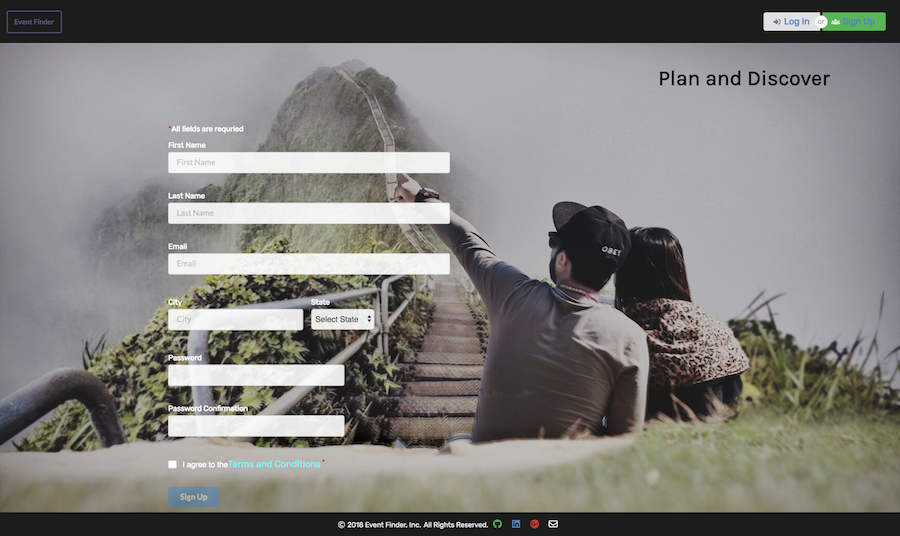 Event Finder
Log In or Sign Up
Plan and Discover
*All fields are requried
First Name
First Name
Last Name
Last Name
Email
Email
City State
City Select State
Password
Password Confirmation
I agree to the Terms and Conditions *
Sign Up
© 2018 Event Finder, Inc. All Rights Reserved.
OBEY